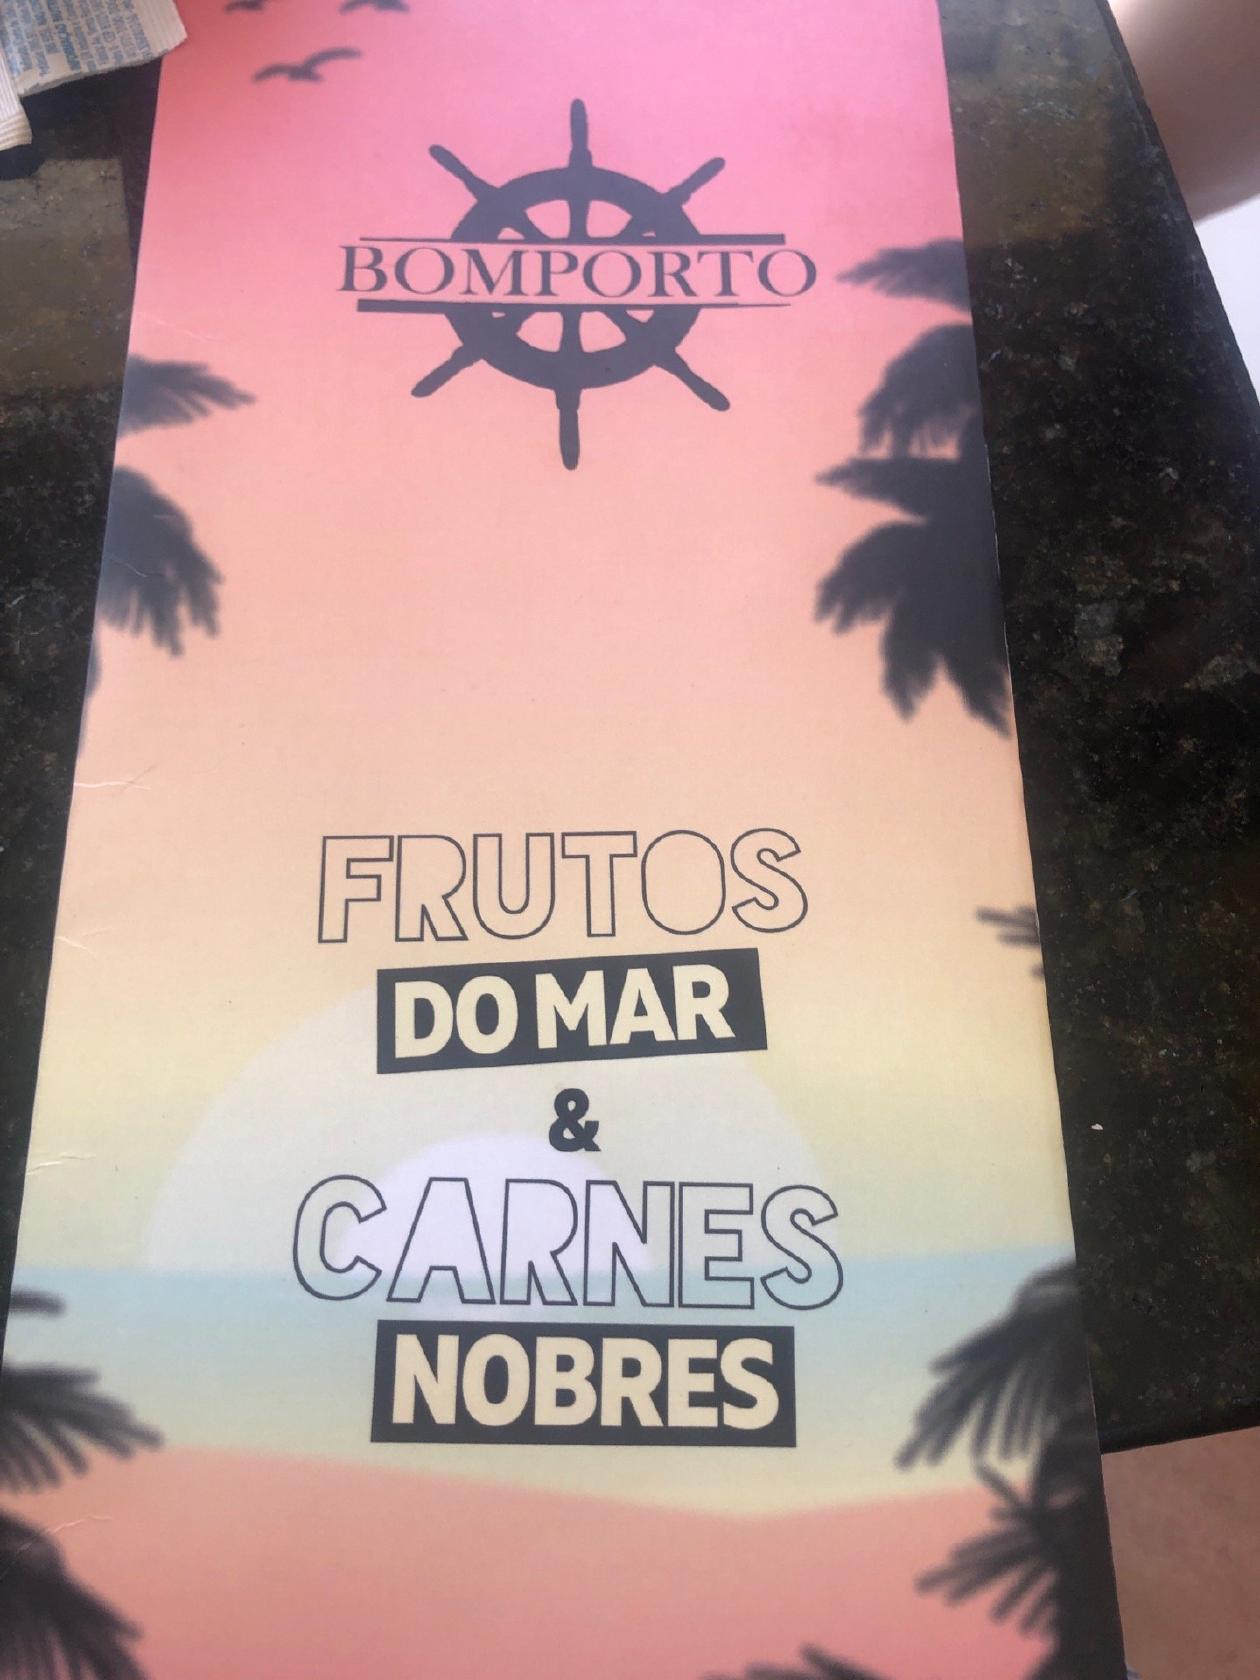 BOMPORTO
FRUTOS
DO MAR
&
CARNES
NOBRES